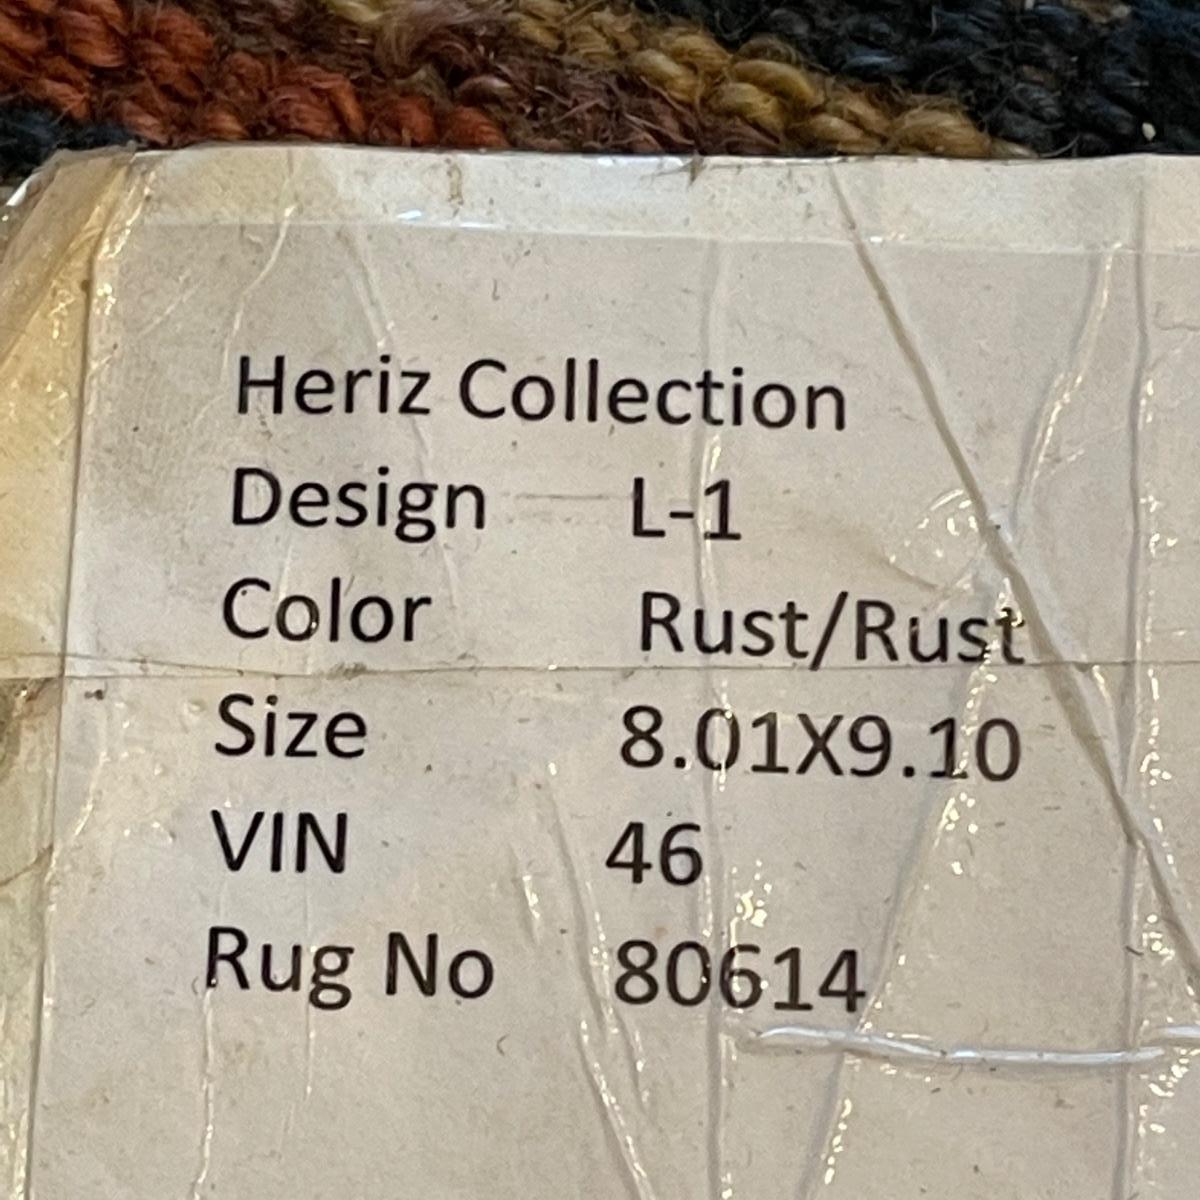 Heriz Collection
Design L-1
Color Rust/Rust
Size 8.01X9.10
VIN 46
Rug No 80614